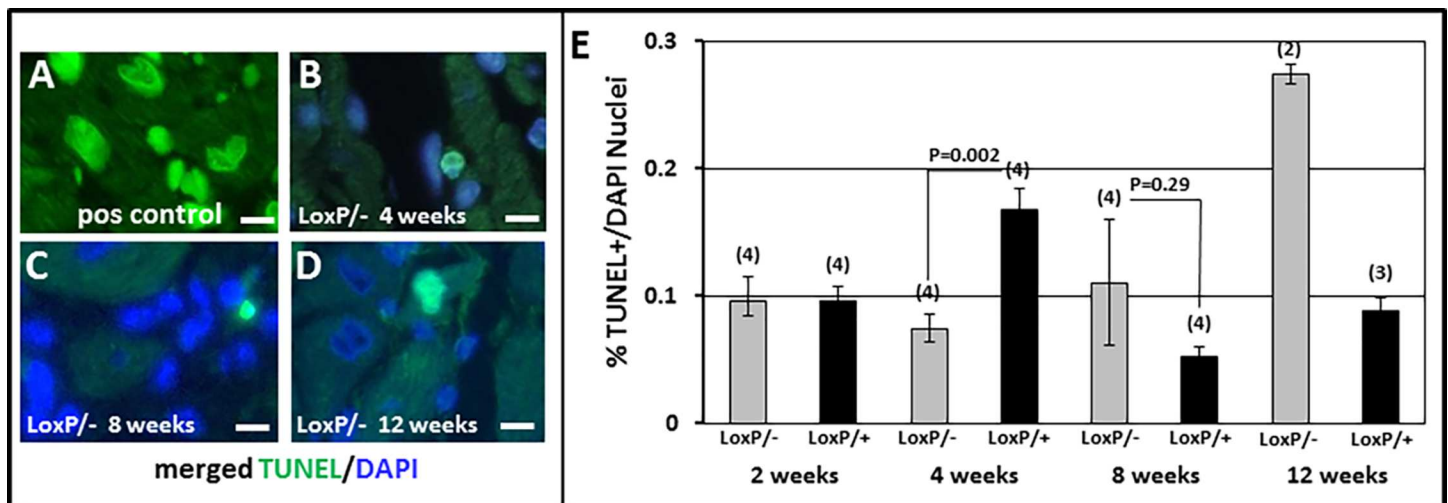 A
pos control
B
LoxP/- 4 weeks
C
LoxP/- 8 weeks
D
LoxP/- 12 weeks
merged TUNEL/DAPI
E
% TUNEL+/DAPI Nuclei
0.3
0.2
0.1
0
(4)
(4)
(4)
P=0.002
(4)
(4)
P=0.29
(4)
(2)
(3)
LoxP/- LoxP/+ LoxP/- LoxP/+ LoxP/- LoxP/+ LoxP/- LoxP/+
2 weeks 4 weeks 8 weeks 12 weeks